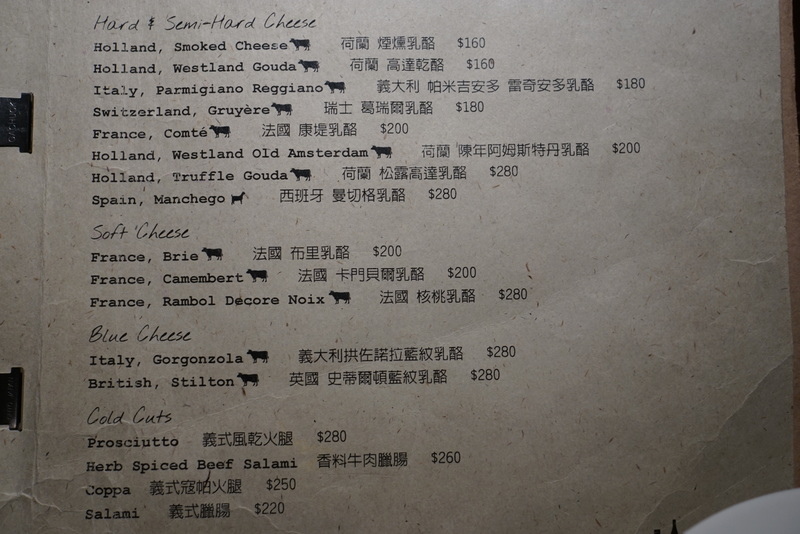 Hard & Semi-Hard Cheese
Holland, Smoked Cheese 荷蘭 煙燻乳酪 $160
Holland, Westland Gouda 荷蘭 高達乾酪 $160
Italy, Parmigiano Reggiano 義大利 帕米吉安多 雷奇安多乳酪 $180
Switzerland, Gruyère 瑞士 葛瑞爾乳酪 $180
France, Comté 法國 康堤乳酪 $200
Holland, Westland Old Amsterdam 荷蘭 陳年阿姆斯特丹乳酪 $200
Holland, Truffle Gouda 荷蘭 松露高達乳酪 $280
Spain, Manchego 西班牙 曼切格乳酪 $280
Soft Cheese
France, Brie 法國 布里乳酪 $200
France, Camembert 法國 卡門貝爾乳酪 $200
France, Rambol Decore Noix 法國 核桃乳酪 $280
Blue Cheese
Italy, Gorgonzola 義大利拱佐諾拉藍紋乳酪 $280
British, Stilton 英國 史蒂爾頓藍紋乳酪 $280
Cold Cuts
Prosciutto 義式風乾火腿 $280
Herb Spiced Beef Salami 香料牛肉臘腸 $260
Coppa 義式寇帕火腿 $250
Salami 義式臘腸 $220